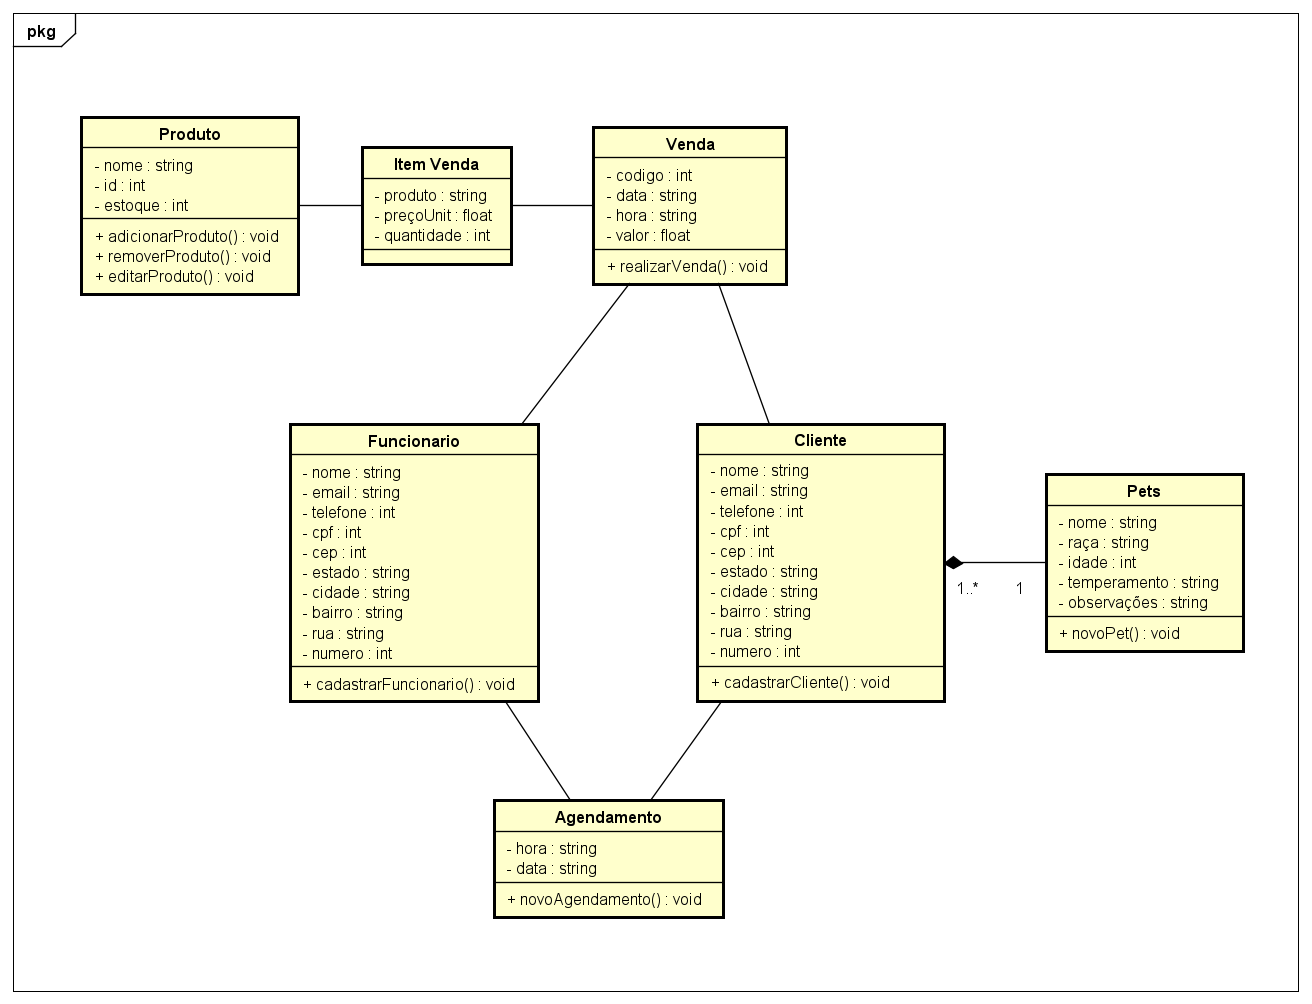 pkg
Produto
- nome : string
- id : int
- estoque : int
+ adicionarProduto() : void
+ removerProduto() : void
+ editarProduto() : void
Item Venda
- produto : string
- preçoUnit : float
- quantidade : int
Venda
- codigo : int
- data : string
- hora : string
- valor : float
+ realizarVenda() : void
Funcionario
- nome : string
- email : string
- telefone : int
- cpf : int
- cep : int
- estado : string
- cidade : string
- bairro : string
- rua : string
- numero : int
+ cadastrarFuncionario() : void
Cliente
- nome : string
- email : string
- telefone : int
- cpf : int
- cep : int
- estado : string
- cidade : string
- bairro : string
- rua : string
- numero : int
+ cadastrarCliente() : void
1..* 1
Pets
- nome : string
- raça : string
- idade : int
- temperamento : string
- observações : string
+ novoPet() : void
Agendamento
- hora : string
- data : string
+ novoAgendamento() : void